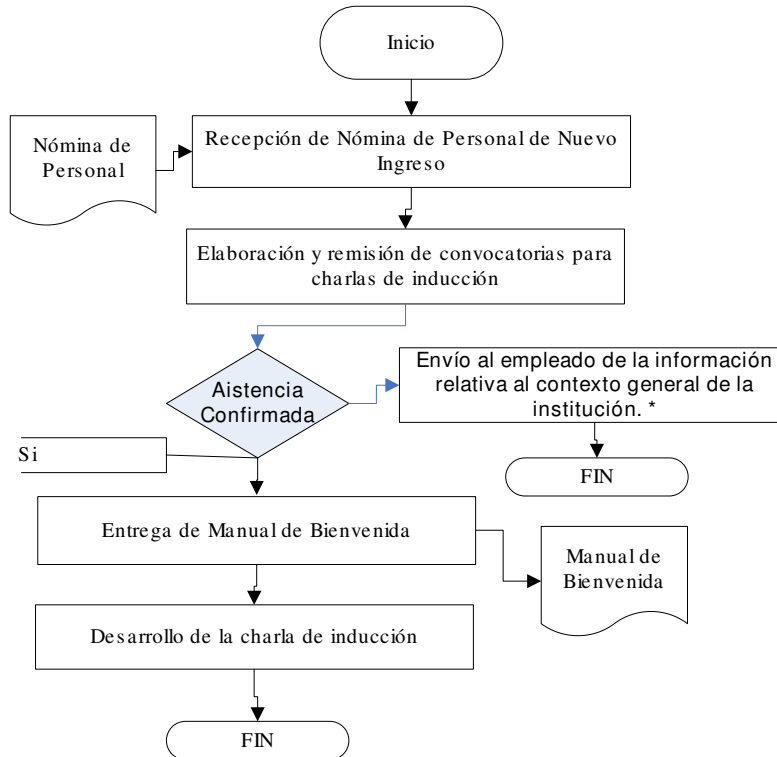 Inicio
Nómina de
Personal
Recepción de Nómina de Personal de Nuevo
Ingreso
Elaboración y remisión de convocatorias para
charlas de inducción
Aistencia
Confirmada
Envío al empleado de la información
relativa al contexto general de la
institución. *
Si
FIN
Entrega de Manual de Bienvenida
Manual de
Bienvenida
Desarrollo de la charla de inducción
FIN